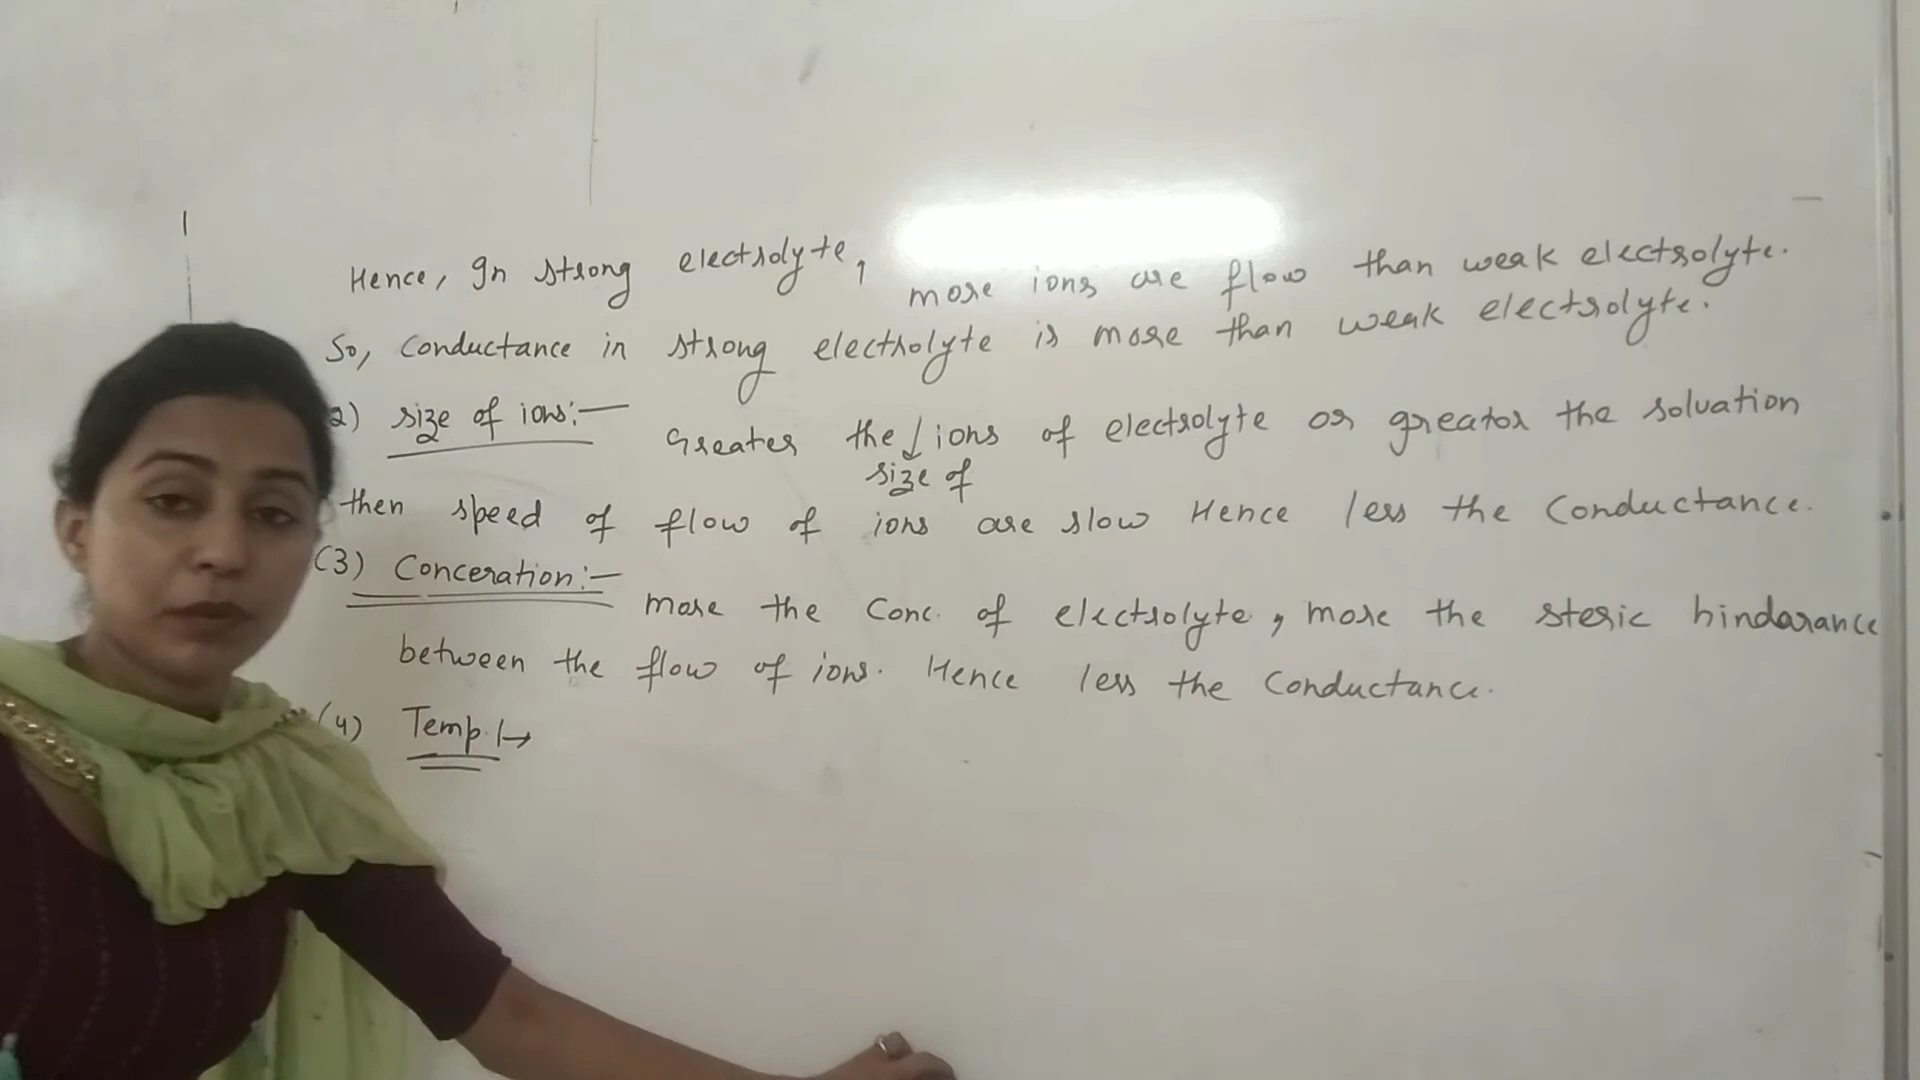 Hence, In strong electrolyte, more ions are flow than weak electrolyte.
So, Conductance in strong electrolyte is more than weak electrolyte.
2) size of ions:— Greater the ↓ ions of electrolyte or greator the soluation
size of
then speed of flow of ions are slow Hence less the Conductance.
(3) Conceration:— more the Conc. of electrolyte, more the steric hindarance
between the flow of ions. Hence less the Conductance.
(4) Temp. |→